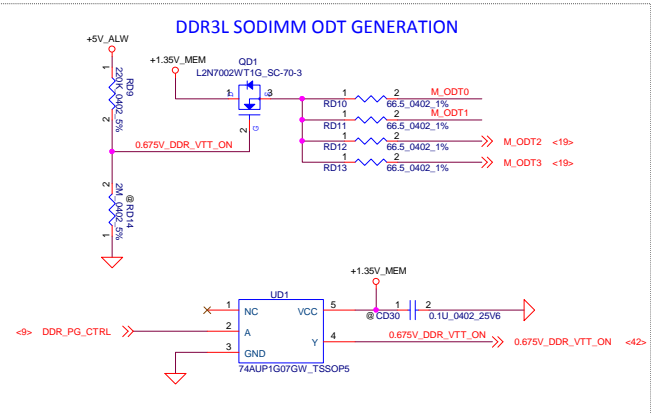 DDR3L SODIMM ODT GENERATION
+5V_ALW
+1.35V_MEM
QD1
L2N7002WT1G_SC-70-3
1
RD9
220K_0402_5%
2
1
D
S
3
G
2
0.675V_DDR_VTT_ON
1
2
M_ODT0
RD10
66.5_0402_1%
1
2
M_ODT1
RD11
66.5_0402_1%
1
2
M_ODT2 <19>
RD12
66.5_0402_1%
1
2
M_ODT3 <19>
RD13
66.5_0402_1%
2
@RD14
2M_0402_5%
1
+1.35V_MEM
UD1
1
NC
VCC
5
@CD30
1
2
0.1U_0402_25V6
<9> DDR_PG_CTRL
2
A
3
GND
Y
4
0.675V_DDR_VTT_ON
0.675V_DDR_VTT_ON <42>
74AUP1G07GW_TSSOP5